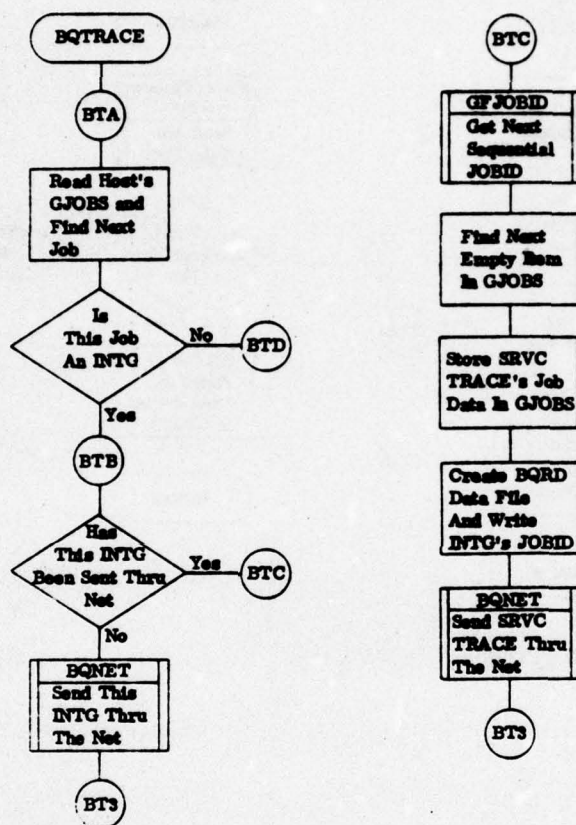 BQTRACE
BTA
Read Host's
GJOBS and
Find Next
Job
Is
This Job
An INTG
No
BTD
Yes
BTB
Has
This INTG
Been Sent Thru
Net
Yes
BTC
No
BQNET
Send This
INTG Thru
The Net
BT3
BTC
GFJOBID
Get Next
Sequential
JOBID
Find Next
Empty Item
In GJOBS
Store SRVC
TRACE's Job
Data In GJOBS
Create BQRD
Data File
And Write
INTG's JOBID
BQNET
Send SRVC
TRACE Thru
The Net
BT3